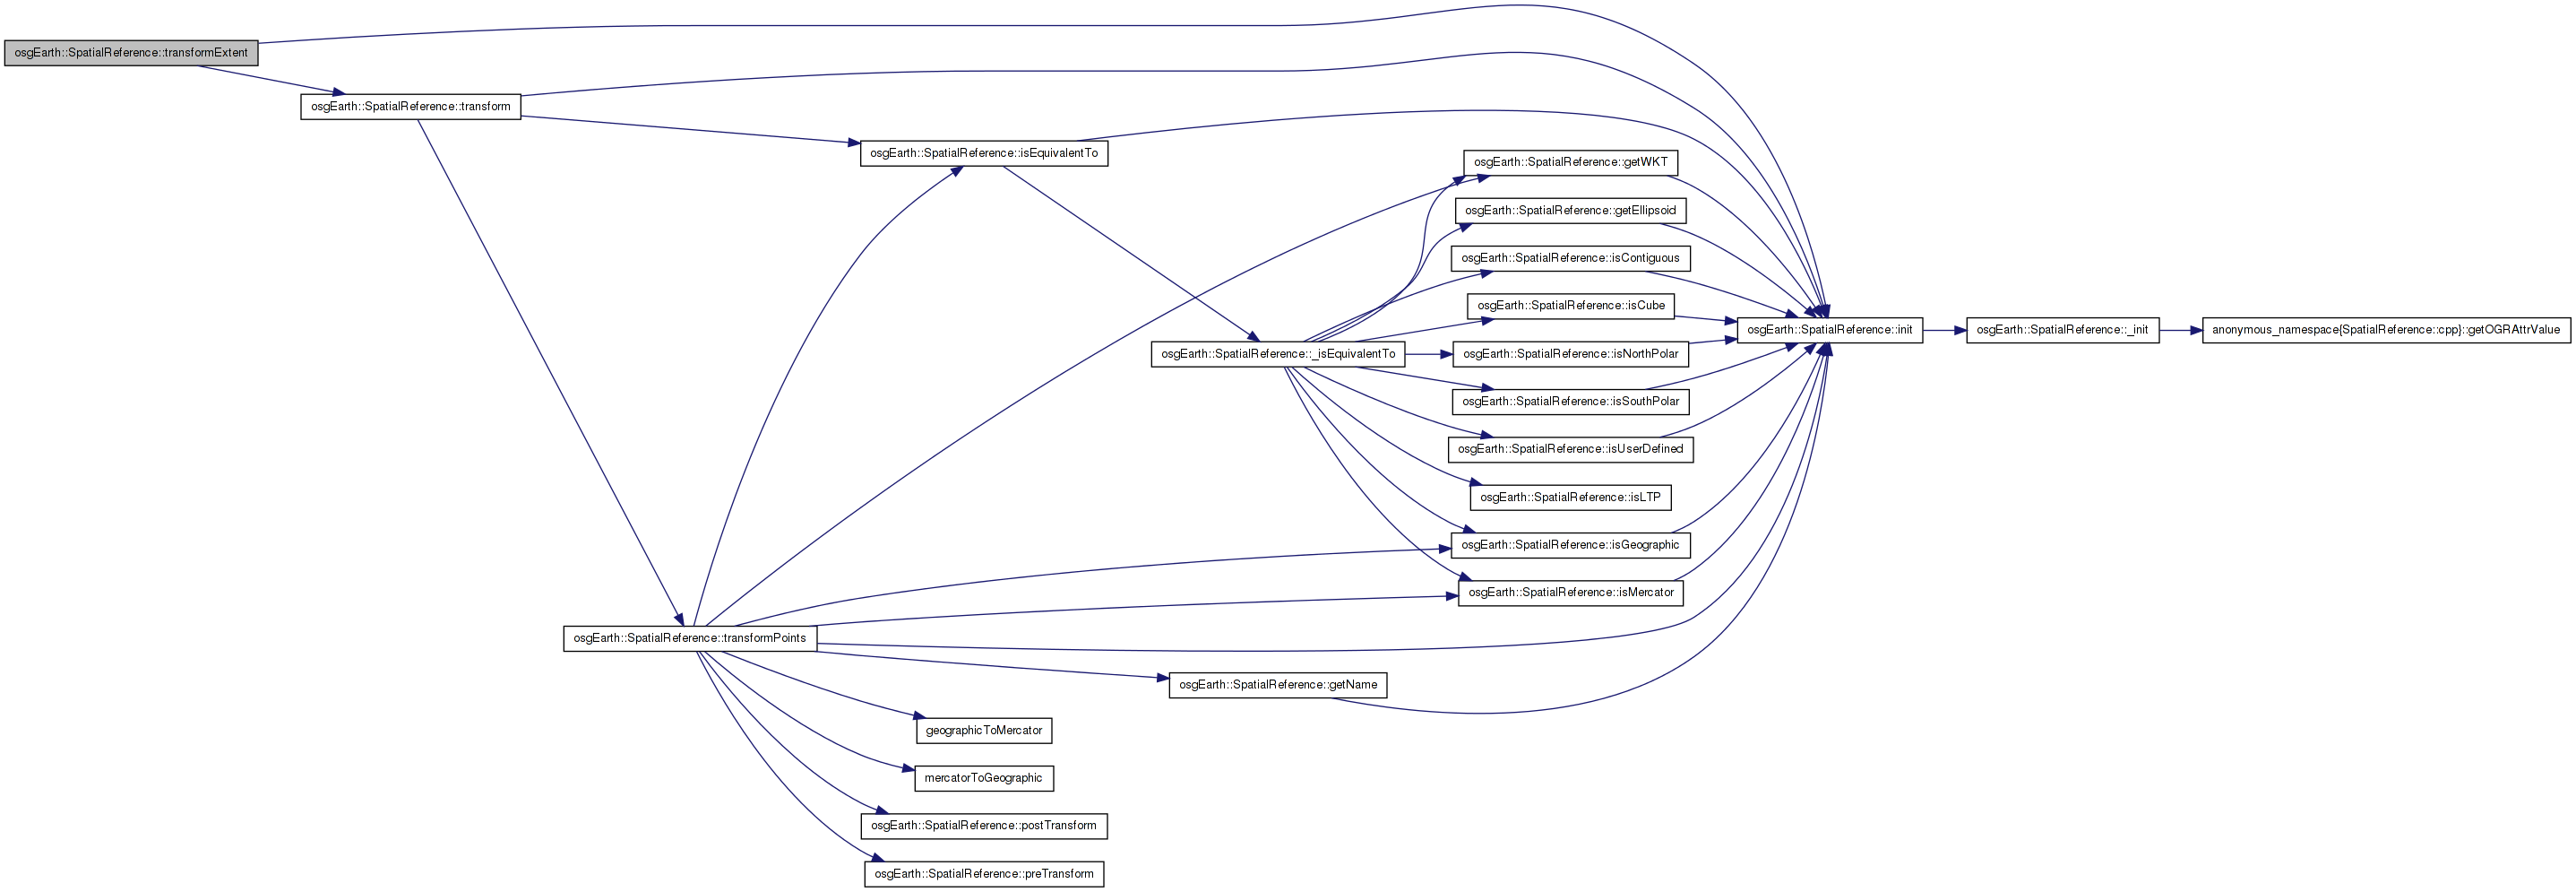 osgEarth::SpatialReference::transformExtent
osgEarth::SpatialReference::transform
osgEarth::SpatialReference::isEquivalentTo
osgEarth::SpatialReference::getWKT
osgEarth::SpatialReference::getEllipsoid
osgEarth::SpatialReference::isContiguous
osgEarth::SpatialReference::isCube
osgEarth::SpatialReference::init
osgEarth::SpatialReference::_init
anonymous_namespace{SpatialReference::cpp}::getOGRAttrValue
osgEarth::SpatialReference::_isEquivalentTo
osgEarth::SpatialReference::isNorthPolar
osgEarth::SpatialReference::isSouthPolar
osgEarth::SpatialReference::isUserDefined
osgEarth::SpatialReference::isLTP
osgEarth::SpatialReference::isGeographic
osgEarth::SpatialReference::isMercator
osgEarth::SpatialReference::transformPoints
osgEarth::SpatialReference::getName
geographicToMercator
mercatorToGeographic
osgEarth::SpatialReference::postTransform
osgEarth::SpatialReference::preTransform